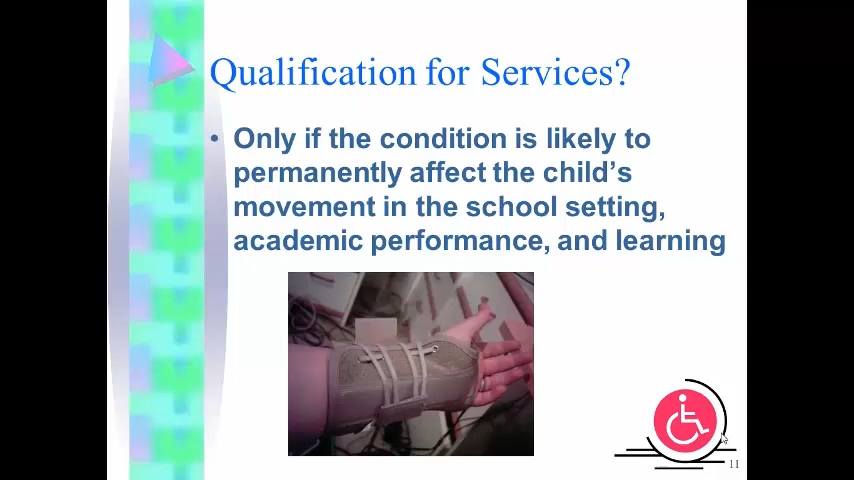 Qualification for Services?
• Only if the condition is likely to
permanently affect the child's
movement in the school setting,
academic performance, and learning
11